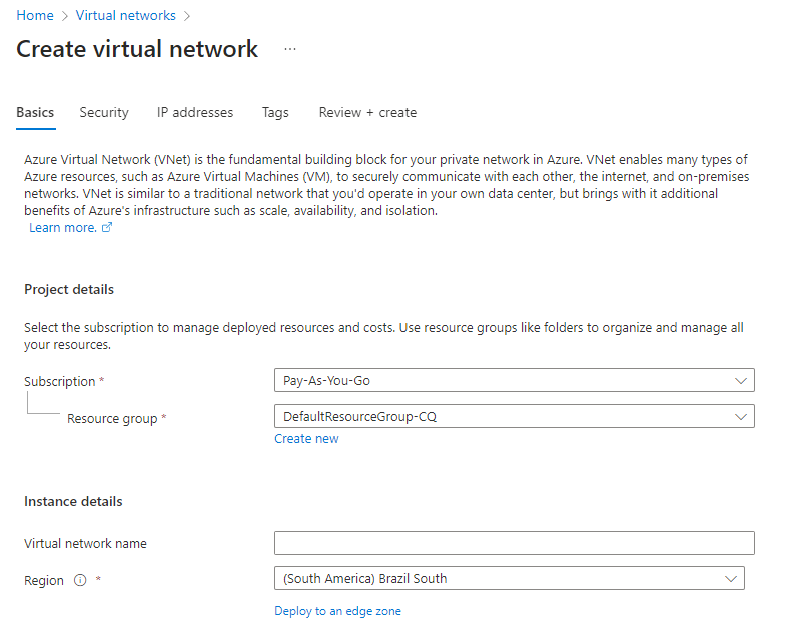 Home > Virtual networks >
Create virtual network ...
Basics Security IP addresses Tags Review + create
Azure Virtual Network (VNet) is the fundamental building block for your private network in Azure. VNet enables many types of
Azure resources, such as Azure Virtual Machines (VM), to securely communicate with each other, the internet, and on-premises
networks. VNet is similar to a traditional network that you'd operate in your own data center, but brings with it additional
benefits of Azure's infrastructure such as scale, availability, and isolation.
Learn more.
Project details
Select the subscription to manage deployed resources and costs. Use resource groups like folders to organize and manage all
your resources.
Subscription * Pay-As-You-Go
Resource group * DefaultResourceGroup-CQ
Create new
Instance details
Virtual network name
Region * (South America) Brazil South
Deploy to an edge zone